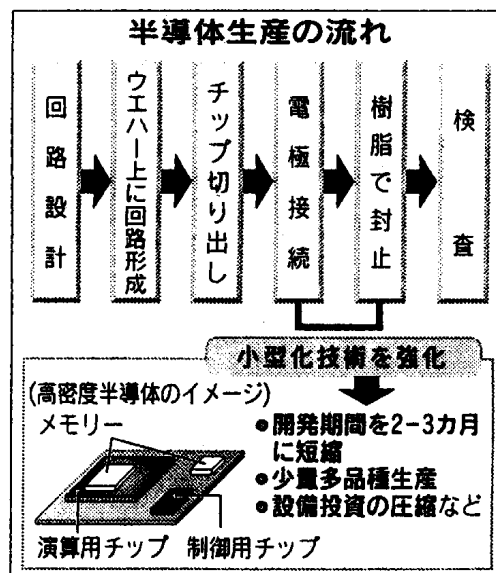 半導体生産の流れ
回路設計
ウエハー上に回路形成
チップ切り出し
電極接続
樹脂で封止
検査
小型化技術を強化
(高密度半導体のイメージ)
メモリー
演算用チップ 制御用チップ
●開発期間を2-3カ月
に短縮
●少量多品種生産
●設備投資の圧縮など